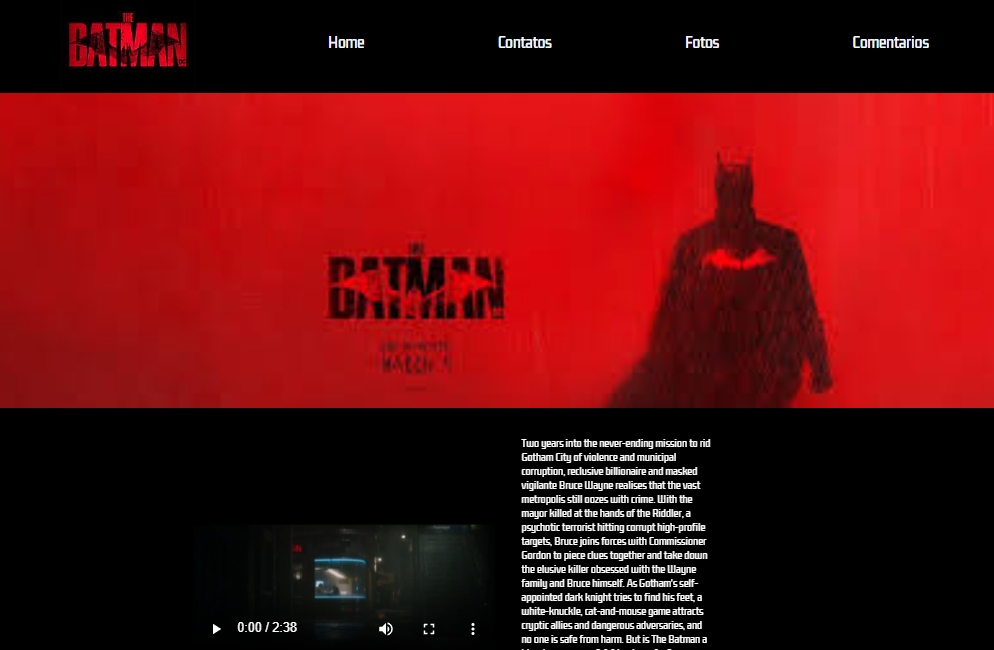 THE
BATMAN
Home
Contatos
Fotos
Comentarios
THE
BATMAN
MARCH 4
Two years into the never-ending mission to rid
Gotham City of violence and municipal
corruption, reclusive billionaire and masked
vigilante Bruce Wayne realises that the vast
metropolis still oozes with crime. With the
mayor killed at the hands of the Riddler, a
psychotic terrorist hitting corrupt high-profile
targets, Bruce joins forces with Commissioner
Gordon to piece clues together and take down
the elusive killer obsessed with the Wayne
family and Bruce himself. As Gotham's self-
appointed dark knight tries to find his feet, a
white-knuckle, cat-and-mouse game attracts
cryptic allies and dangerous adversaries, and
no one is safe from harm. But is The Batman a
0:00 / 2:38